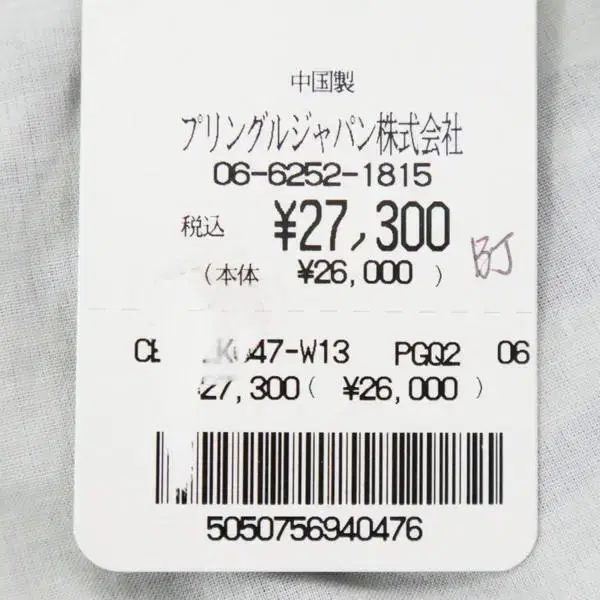 中国製
プリングルジャパン株式会社
06-6252-1815
税込 ¥27,300
(本体 ¥26,000 )
BJ
47-W13 PGQ2 06
27,300( ¥26,000 )
5050756940476